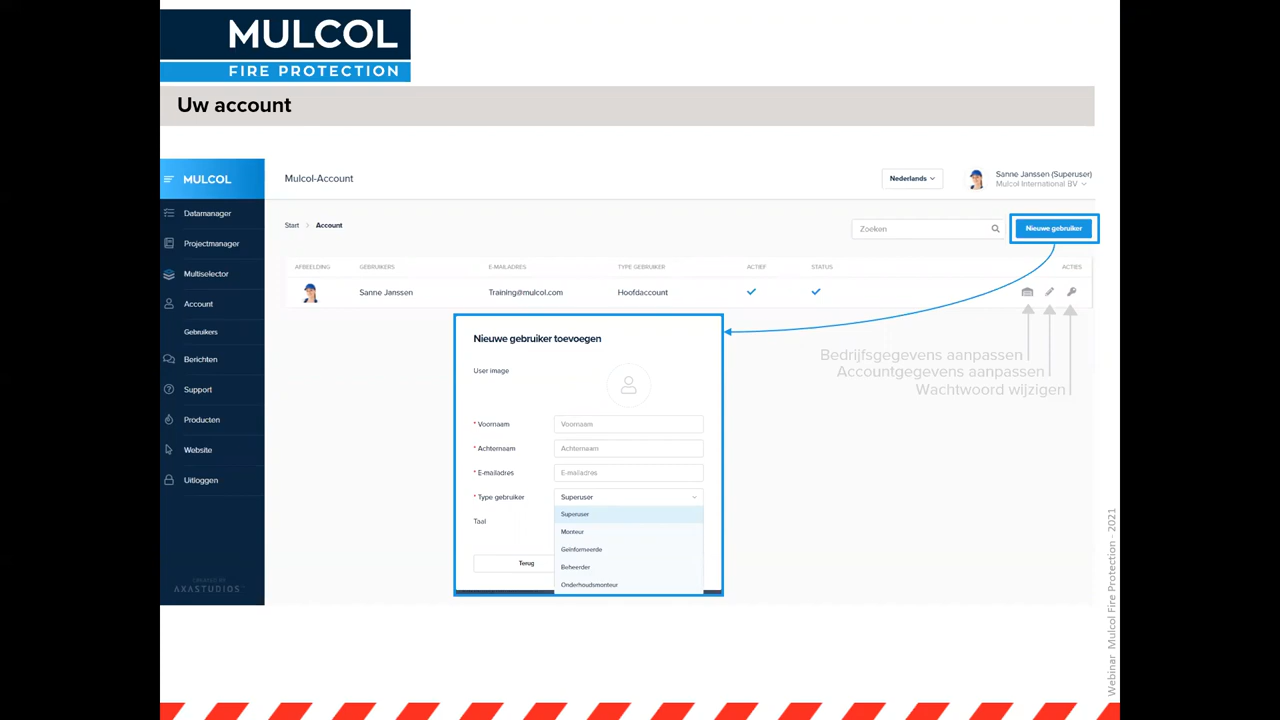 MULCOL
FIRE PROTECTION
Uw account
MULCOL
Mulcol-Account
Nederlands
Sanne Janssen (Superuser)
Mulcol International BV
Datamanager
Projectmanager
Multiselector
Account
Gebruikers
Berichten
Support
Producten
Website
Uitloggen
CREATED BY
AXASTUDIOS
Start > Account
Zoeken
Nieuwe gebruiker
AFBEELDING GEBRUIKERS E-MAILADRES TYPE GEBRUIKER ACTIEF STATUS ACTIES
Sanne Janssen Training@mulcol.com Hoofdaccount
Bedrijfsgegevens aanpassen
Accountgegevens aanpassen
Wachtwoord wijzigen
Nieuwe gebruiker toevoegen
User image
* Voornaam Voornaam
* Achternaam Achternaam
* E-mailadres E-mailadres
* Type gebruiker Superuser
Superuser
Taal
Monteur
Geïnformeerde
Terug
Beheerder
Onderhoudsmonteur
Webinar Mulcol Fire Protection - 2021